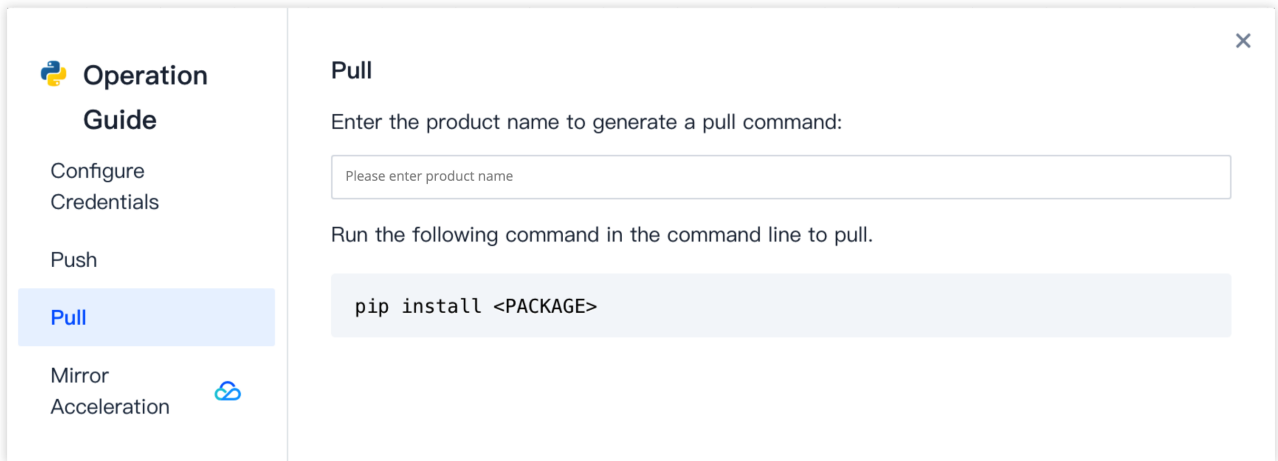 Operation
Guide
Configure
Credentials
Push
Pull
Mirror
Acceleration
Pull
Enter the product name to generate a pull command:
Please enter product name
Run the following command in the command line to pull.
pip install <PACKAGE>